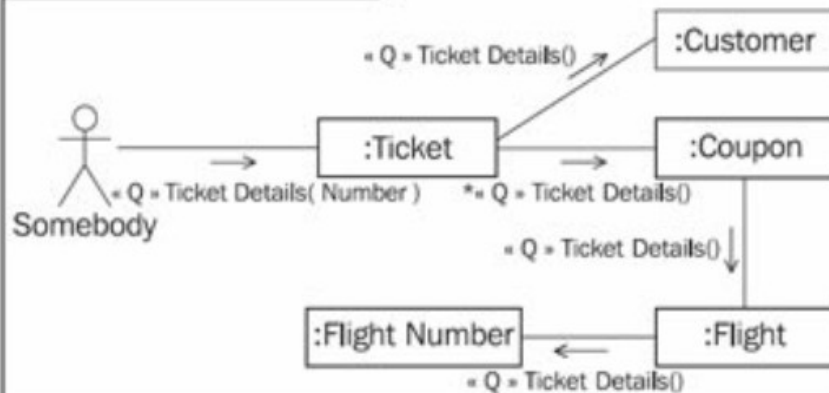 :Customer
« Q » Ticket Details()
:Ticket
:Coupon
« Q » Ticket Details( Number )
*« Q » Ticket Details()
Somebody
« Q » Ticket Details()
:Flight Number
:Flight
« Q » Ticket Details()